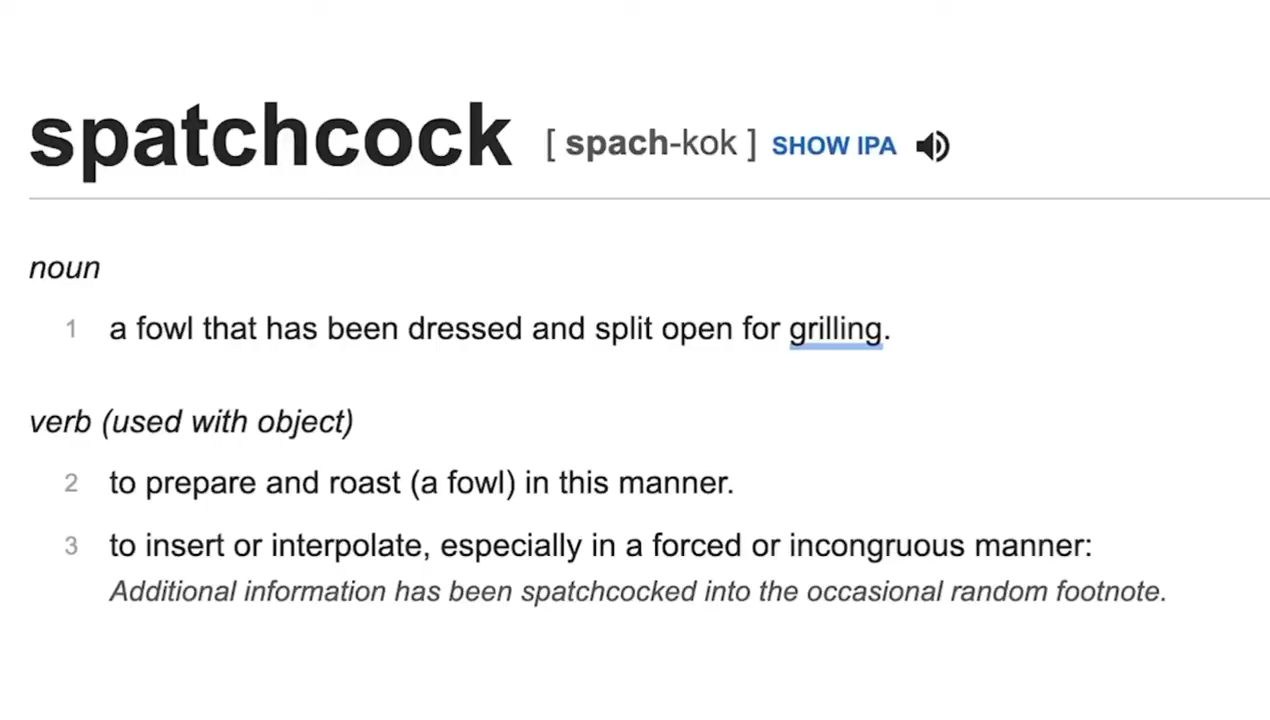 spatchcock [ spach-kok ] SHOW IPA
noun
1 a fowl that has been dressed and split open for grilling.
verb (used with object)
2 to prepare and roast (a fowl) in this manner.
3 to insert or interpolate, especially in a forced or incongruous manner:
Additional information has been spatchcocked into the occasional random footnote.